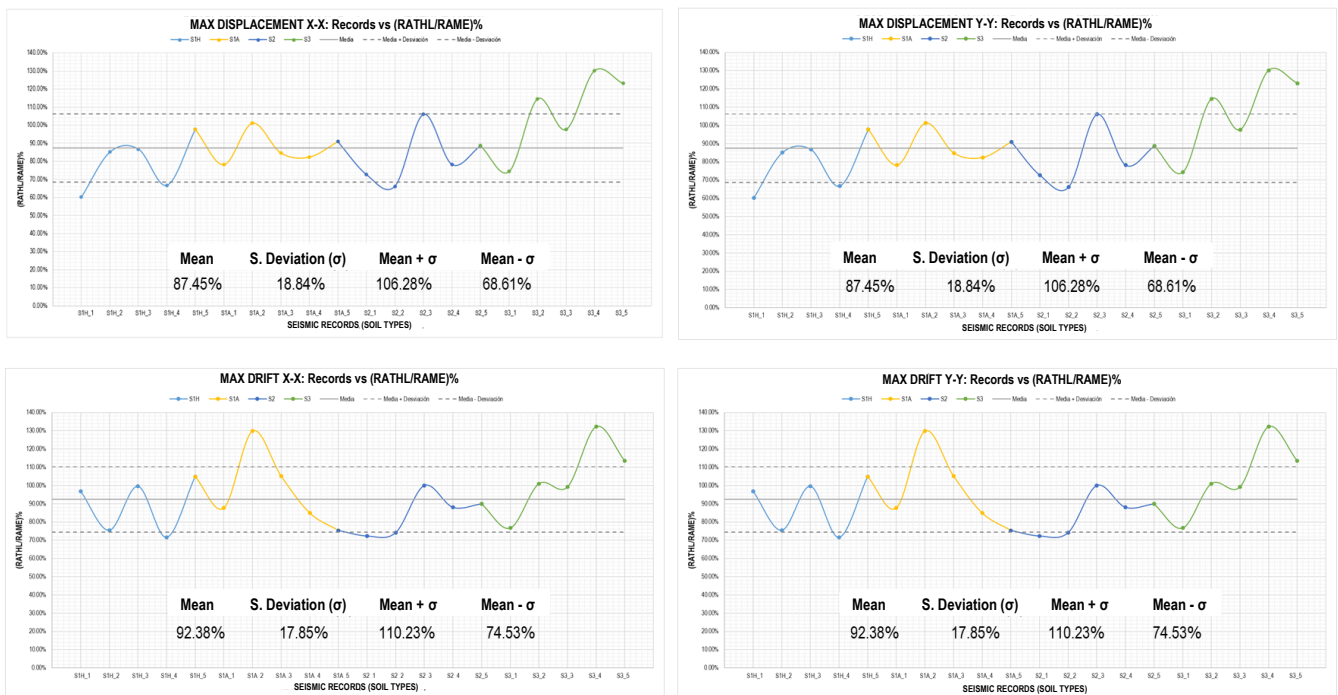 MAX DISPLACEMENT X-X: Records vs (RATHL/RAME)%
S1H S1A S2 S3 Media Media + Desviación Media - Desviación
(RATHL/RAME)%
140.00%
130.00%
120.00%
110.00%
100.00%
90.00%
80.00%
70.00%
60.00%
50.00%
40.00%
30.00%
20.00%
10.00%
0.00%
Mean S. Deviation (σ) Mean + σ Mean - σ
87.45% 18.84% 106.28% 68.61%
S1H_1 S1H_2 S1H_3 S1H_4 S1H_5 S1A_1 S1A_2 S1A_3 S1A_4 S1A_5 S2_1 S2_2 S2_3 S2_4 S2_5 S3_1 S3_2 S3_3 S3_4 S3_5
SEISMIC RECORDS (SOIL TYPES)
MAX DISPLACEMENT Y-Y: Records vs (RATHL/RAME)%
S1H S1A S2 S3 Media Media + Desviación Media - Desviación
(RATHL/RAME)%
140.00%
130.00%
120.00%
110.00%
100.00%
90.00%
80.00%
70.00%
60.00%
50.00%
40.00%
30.00%
20.00%
10.00%
0.00%
Mean S. Deviation (σ) Mean + σ Mean - σ
87.45% 18.84% 106.28% 68.61%
S1H_1 S1H_2 S1H_3 S1H_4 S1H_5 S1A_1 S1A_2 S1A_3 S1A_4 S1A_5 S2_1 S2_2 S2_3 S2_4 S2_5 S3_1 S3_2 S3_3 S3_4 S3_5
SEISMIC RECORDS (SOIL TYPES)
MAX DRIFT X-X: Records vs (RATHL/RAME)%
S1H S1A S2 S3 Media Media + Desviación Media - Desviación
(RATHL/RAME)%
140.00%
130.00%
120.00%
110.00%
100.00%
90.00%
80.00%
70.00%
60.00%
50.00%
40.00%
30.00%
20.00%
10.00%
0.00%
Mean S. Deviation (σ) Mean + σ Mean - σ
92.38% 17.85% 110.23% 74.53%
S1H_1 S1H_2 S1H_3 S1H_4 S1H_5 S1A_1 S1A_2 S1A_3 S1A_4 S1A_5 S2_1 S2_2 S2_3 S2_4 S2_5 S3_1 S3_2 S3_3 S3_4 S3_5
SEISMIC RECORDS (SOIL TYPES)
MAX DRIFT Y-Y: Records vs (RATHL/RAME)%
S1H S1A S2 S3 Media Media + Desviación Media - Desviación
(RATHL/RAME)%
140.00%
130.00%
120.00%
110.00%
100.00%
90.00%
80.00%
70.00%
60.00%
50.00%
40.00%
30.00%
20.00%
10.00%
0.00%
Mean S. Deviation (σ) Mean + σ Mean - σ
92.38% 17.85% 110.23% 74.53%
S1H_1 S1H_2 S1H_3 S1H_4 S1H_5 S1A_1 S1A_2 S1A_3 S1A_4 S1A_5 S2_1 S2_2 S2_3 S2_4 S2_5 S3_1 S3_2 S3_3 S3_4 S3_5
SEISMIC RECORDS (SOIL TYPES)